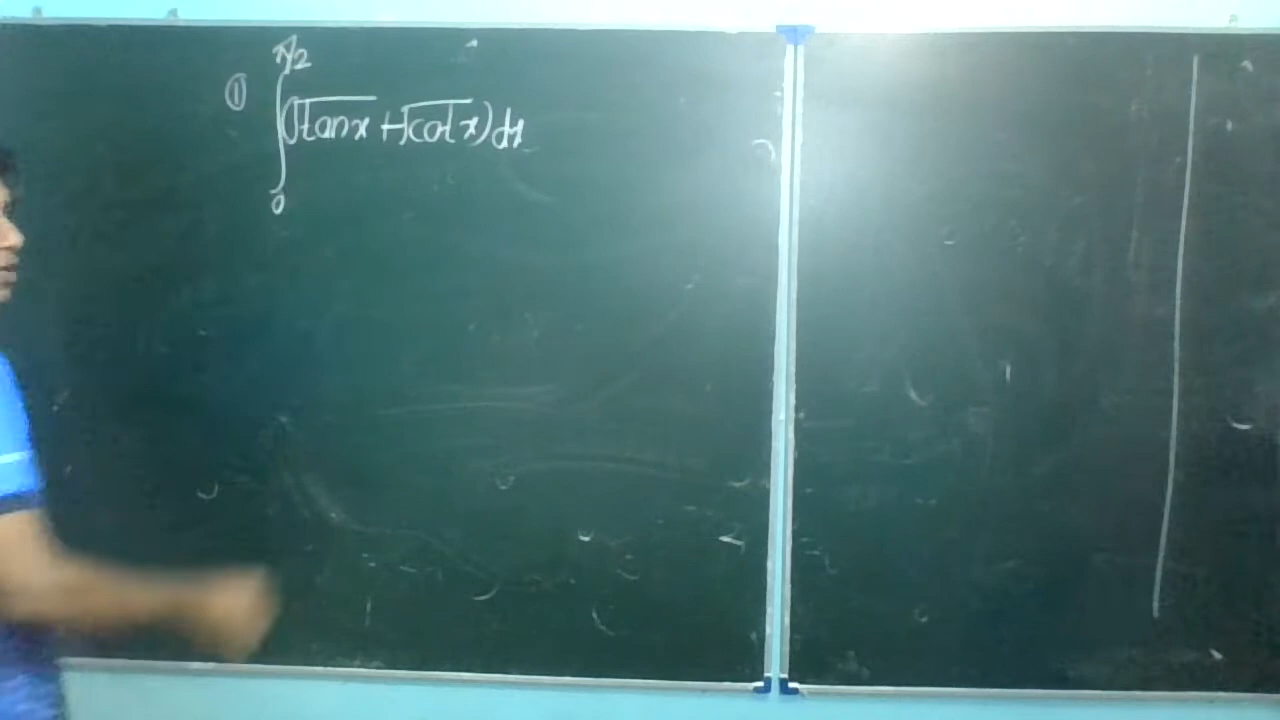 ① ∫₀^{π/2} (√tanx + √cotx) dx